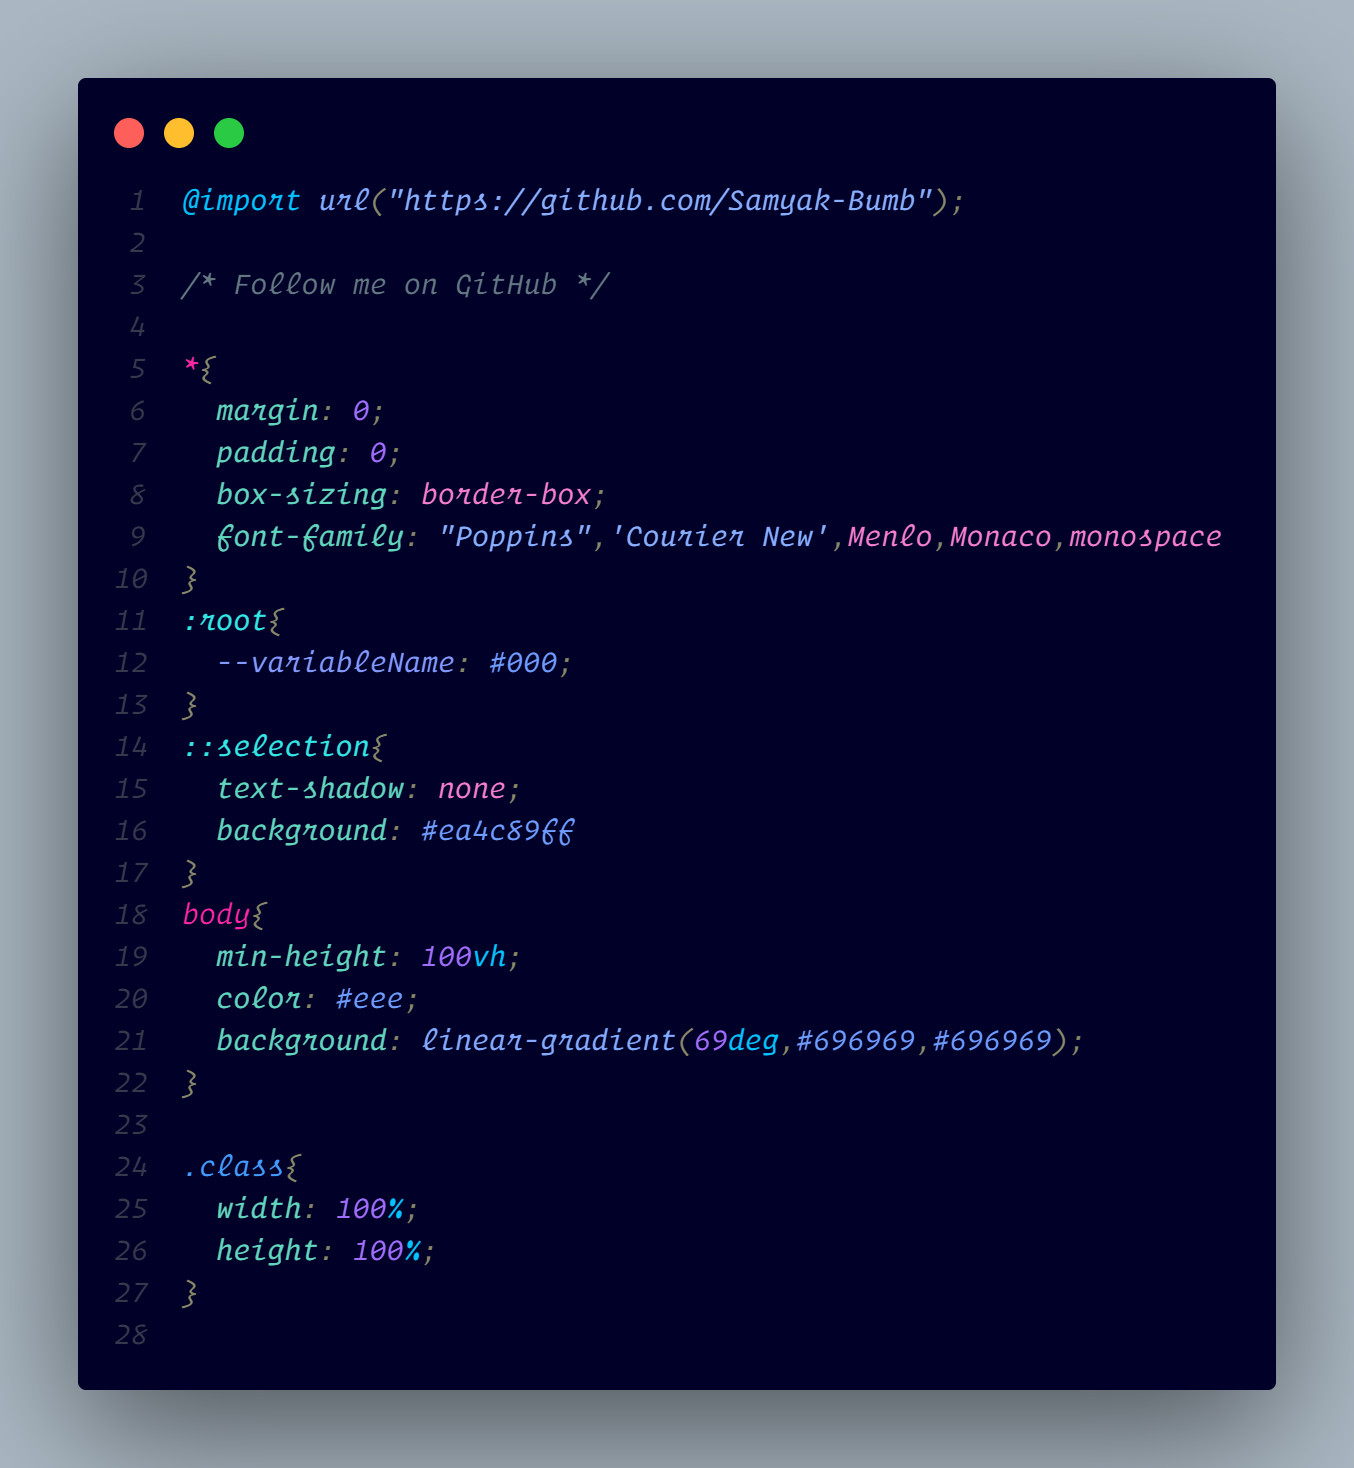 1 @import url("https://github.com/Samyak-Bumb");
2
3 /* Follow me on GitHub */
4
5 *{
6   margin: 0;
7   padding: 0;
8   box-sizing: border-box;
9   font-family: "Poppins",'Courier New',Menlo,Monaco,monospace
10 }
11 :root{
12   --variableName: #000;
13 }
14 ::selection{
15   text-shadow: none;
16   background: #ea4c89ff
17 }
18 body{
19   min-height: 100vh;
20   color: #eee;
21   background: linear-gradient(69deg,#696969,#696969);
22 }
23
24 .class{
25   width: 100%;
26   height: 100%;
27 }
28